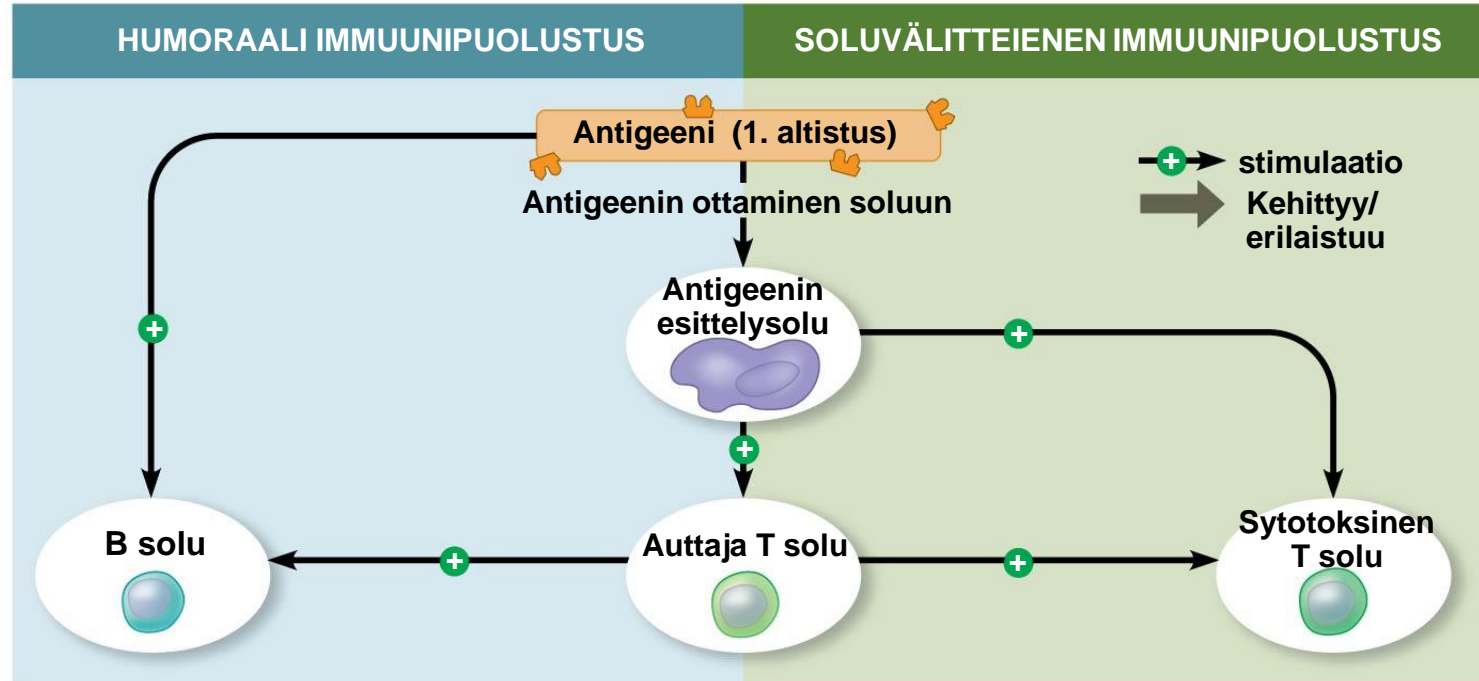 HUMORAALI IMMUUNIPUOLUSTUS
SOLUVÄLITTEIENEN IMMUUNIPUOLUSTUS
Antigeeni (1. altistus)
stimulaatio
Antigeenin ottaminen soluun
Kehittyy/
erilaistuu
Antigeenin
esittelysolu
B solu
Auttaja T solu
Sytotoksinen
T solu